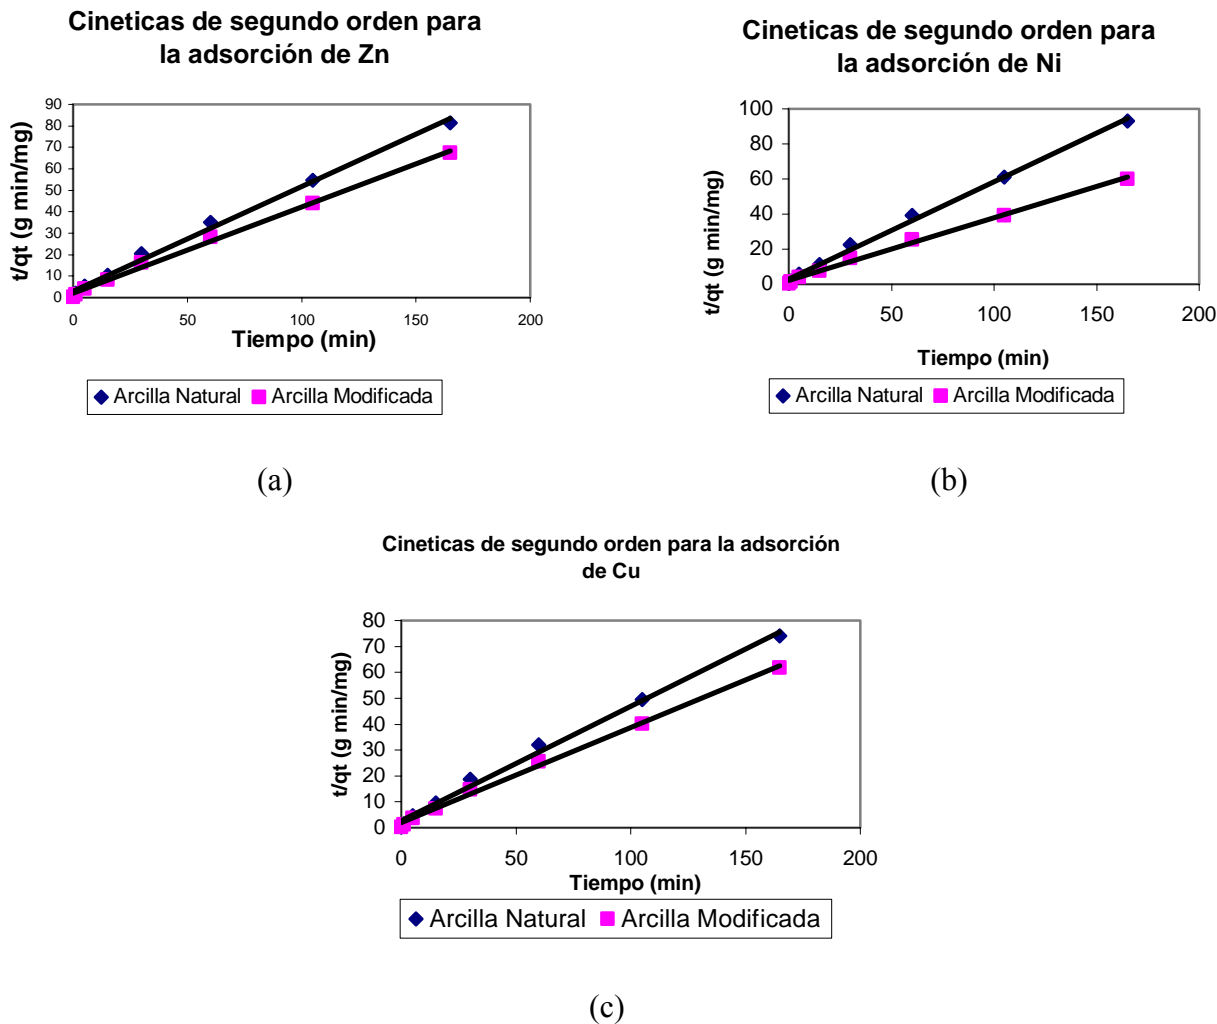 Cineticas de segundo orden para
la adsorción de Zn
90
80
70
60
50
40
30
20
10
0
t/qt (g min/mg)
0 50 100 150 200
Tiempo (min)
Arcilla Natural Arcilla Modificada
(a)
Cineticas de segundo orden para
la adsorción de Ni
100
80
60
40
20
0
t/qt (g min/mg)
0 50 100 150 200
Tiempo (min)
Arcilla Natural Arcilla Modificada
(b)
Cineticas de segundo orden para la adsorción
de Cu
80
70
60
50
40
30
20
10
0
t/qt (g min/mg)
0 50 100 150 200
Tiempo (min)
Arcilla Natural Arcilla Modificada
(c)